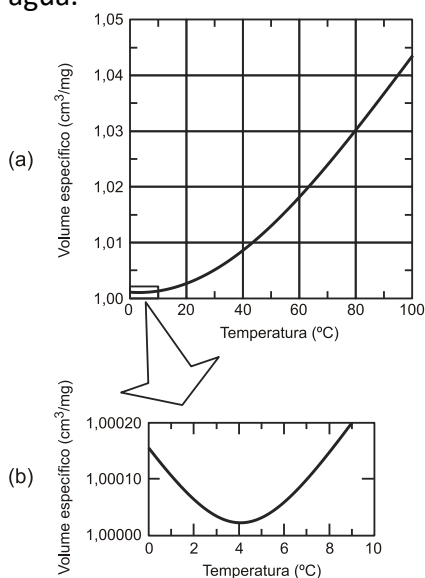 água.
(a)
Volume específico (cm³/mg)
1,05
1,04
1,03
1,02
1,01
1,00
0 20 40 60 80 100
Temperatura (ºC)
(b)
Volume específico (cm³/mg)
1,00020
1,00010
1,00000
0 2 4 6 8 10
Temperatura (ºC)